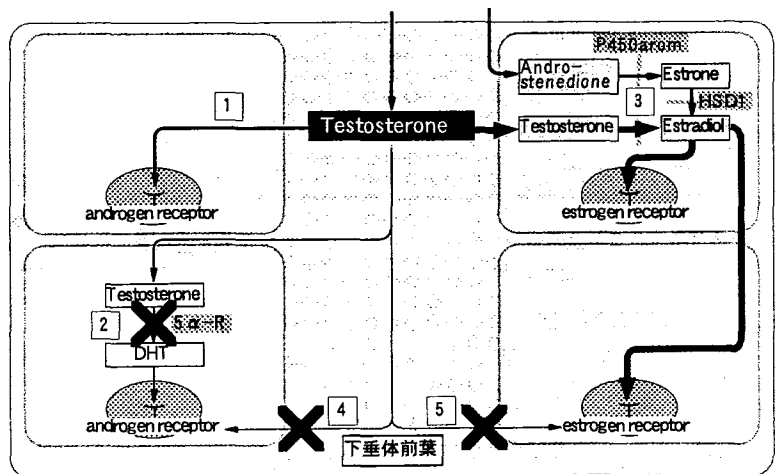 P450arom
Andro-
stenedione
Estrone
1
3
HSD1
Testosterone
Testosterone
Estradiol
androgen receptor
estrogen receptor
Testosterone
2
5α-R
DHT
4
5
androgen receptor
estrogen receptor
下垂体前葉